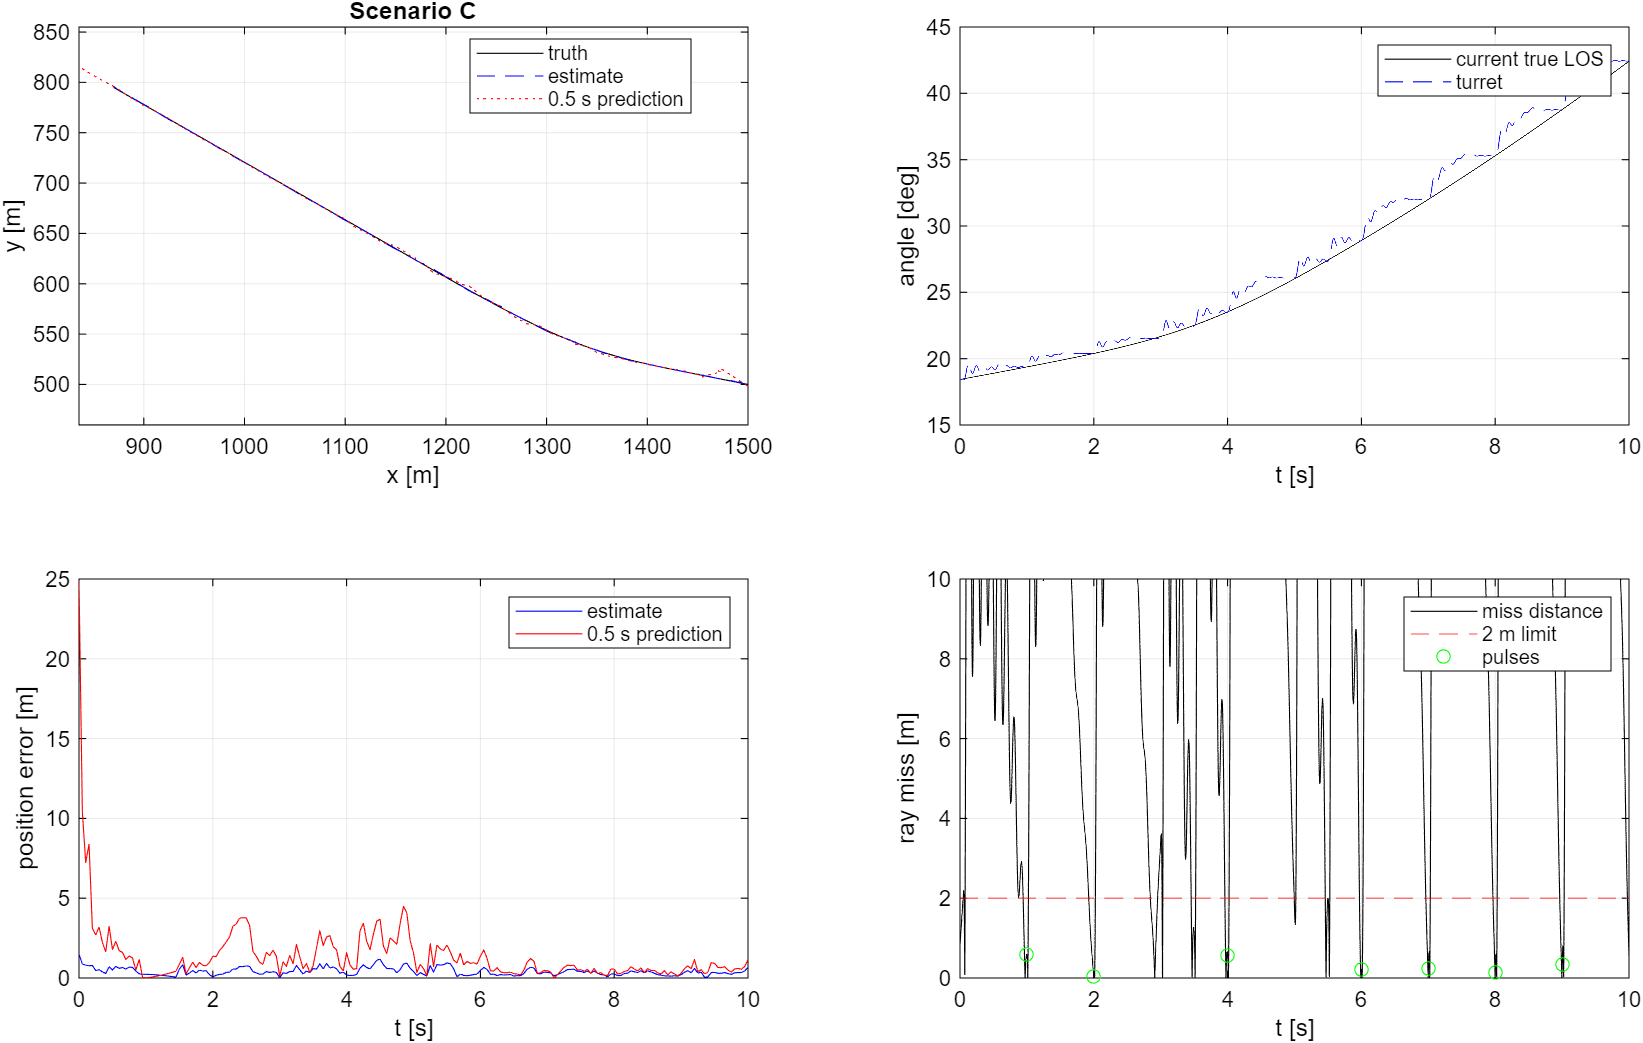 Scenario C
850
800
750
700
650
600
550
500
y [m]
900
1000
1100
1200
1300
1400
1500
x [m]
truth
estimate
0.5 s prediction
45
40
35
30
25
20
15
angle [deg]
0
2
4
6
8
10
t [s]
current true LOS
turret
25
20
15
10
5
0
position error [m]
0
2
4
6
8
10
t [s]
estimate
0.5 s prediction
10
8
6
4
2
0
ray miss [m]
0
2
4
6
8
10
t [s]
miss distance
2 m limit
pulses